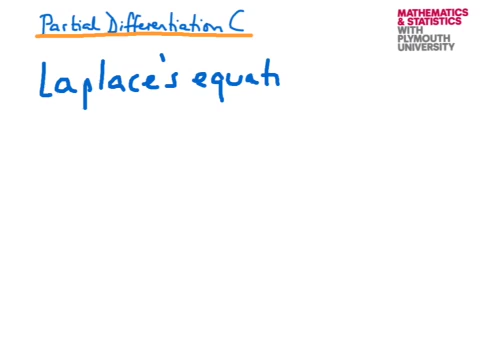 Partial Differentiation C
MATHEMATICS
& STATISTICS
WITH
PLYMOUTH
UNIVERSITY
Laplace's equati